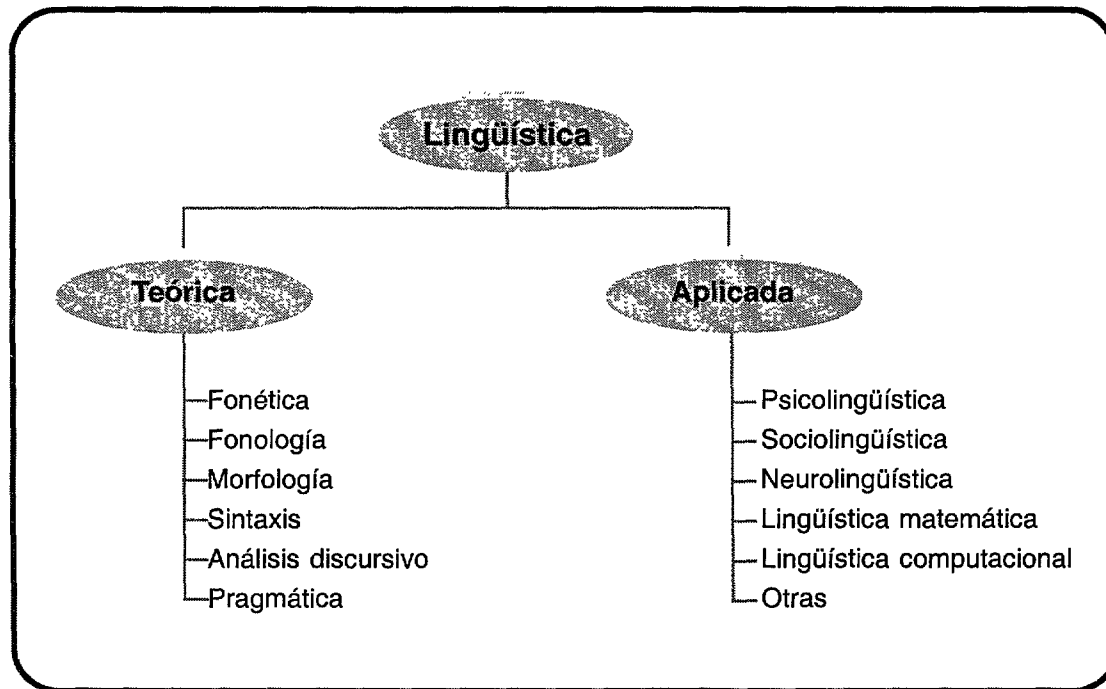 Lingüística
Teórica
Aplicada
Fonética
Fonología
Morfología
Sintaxis
Análisis discursivo
Pragmática
Psicolingüística
Sociolingüística
Neurolingüística
Lingüística matemática
Lingüística computacional
Otras